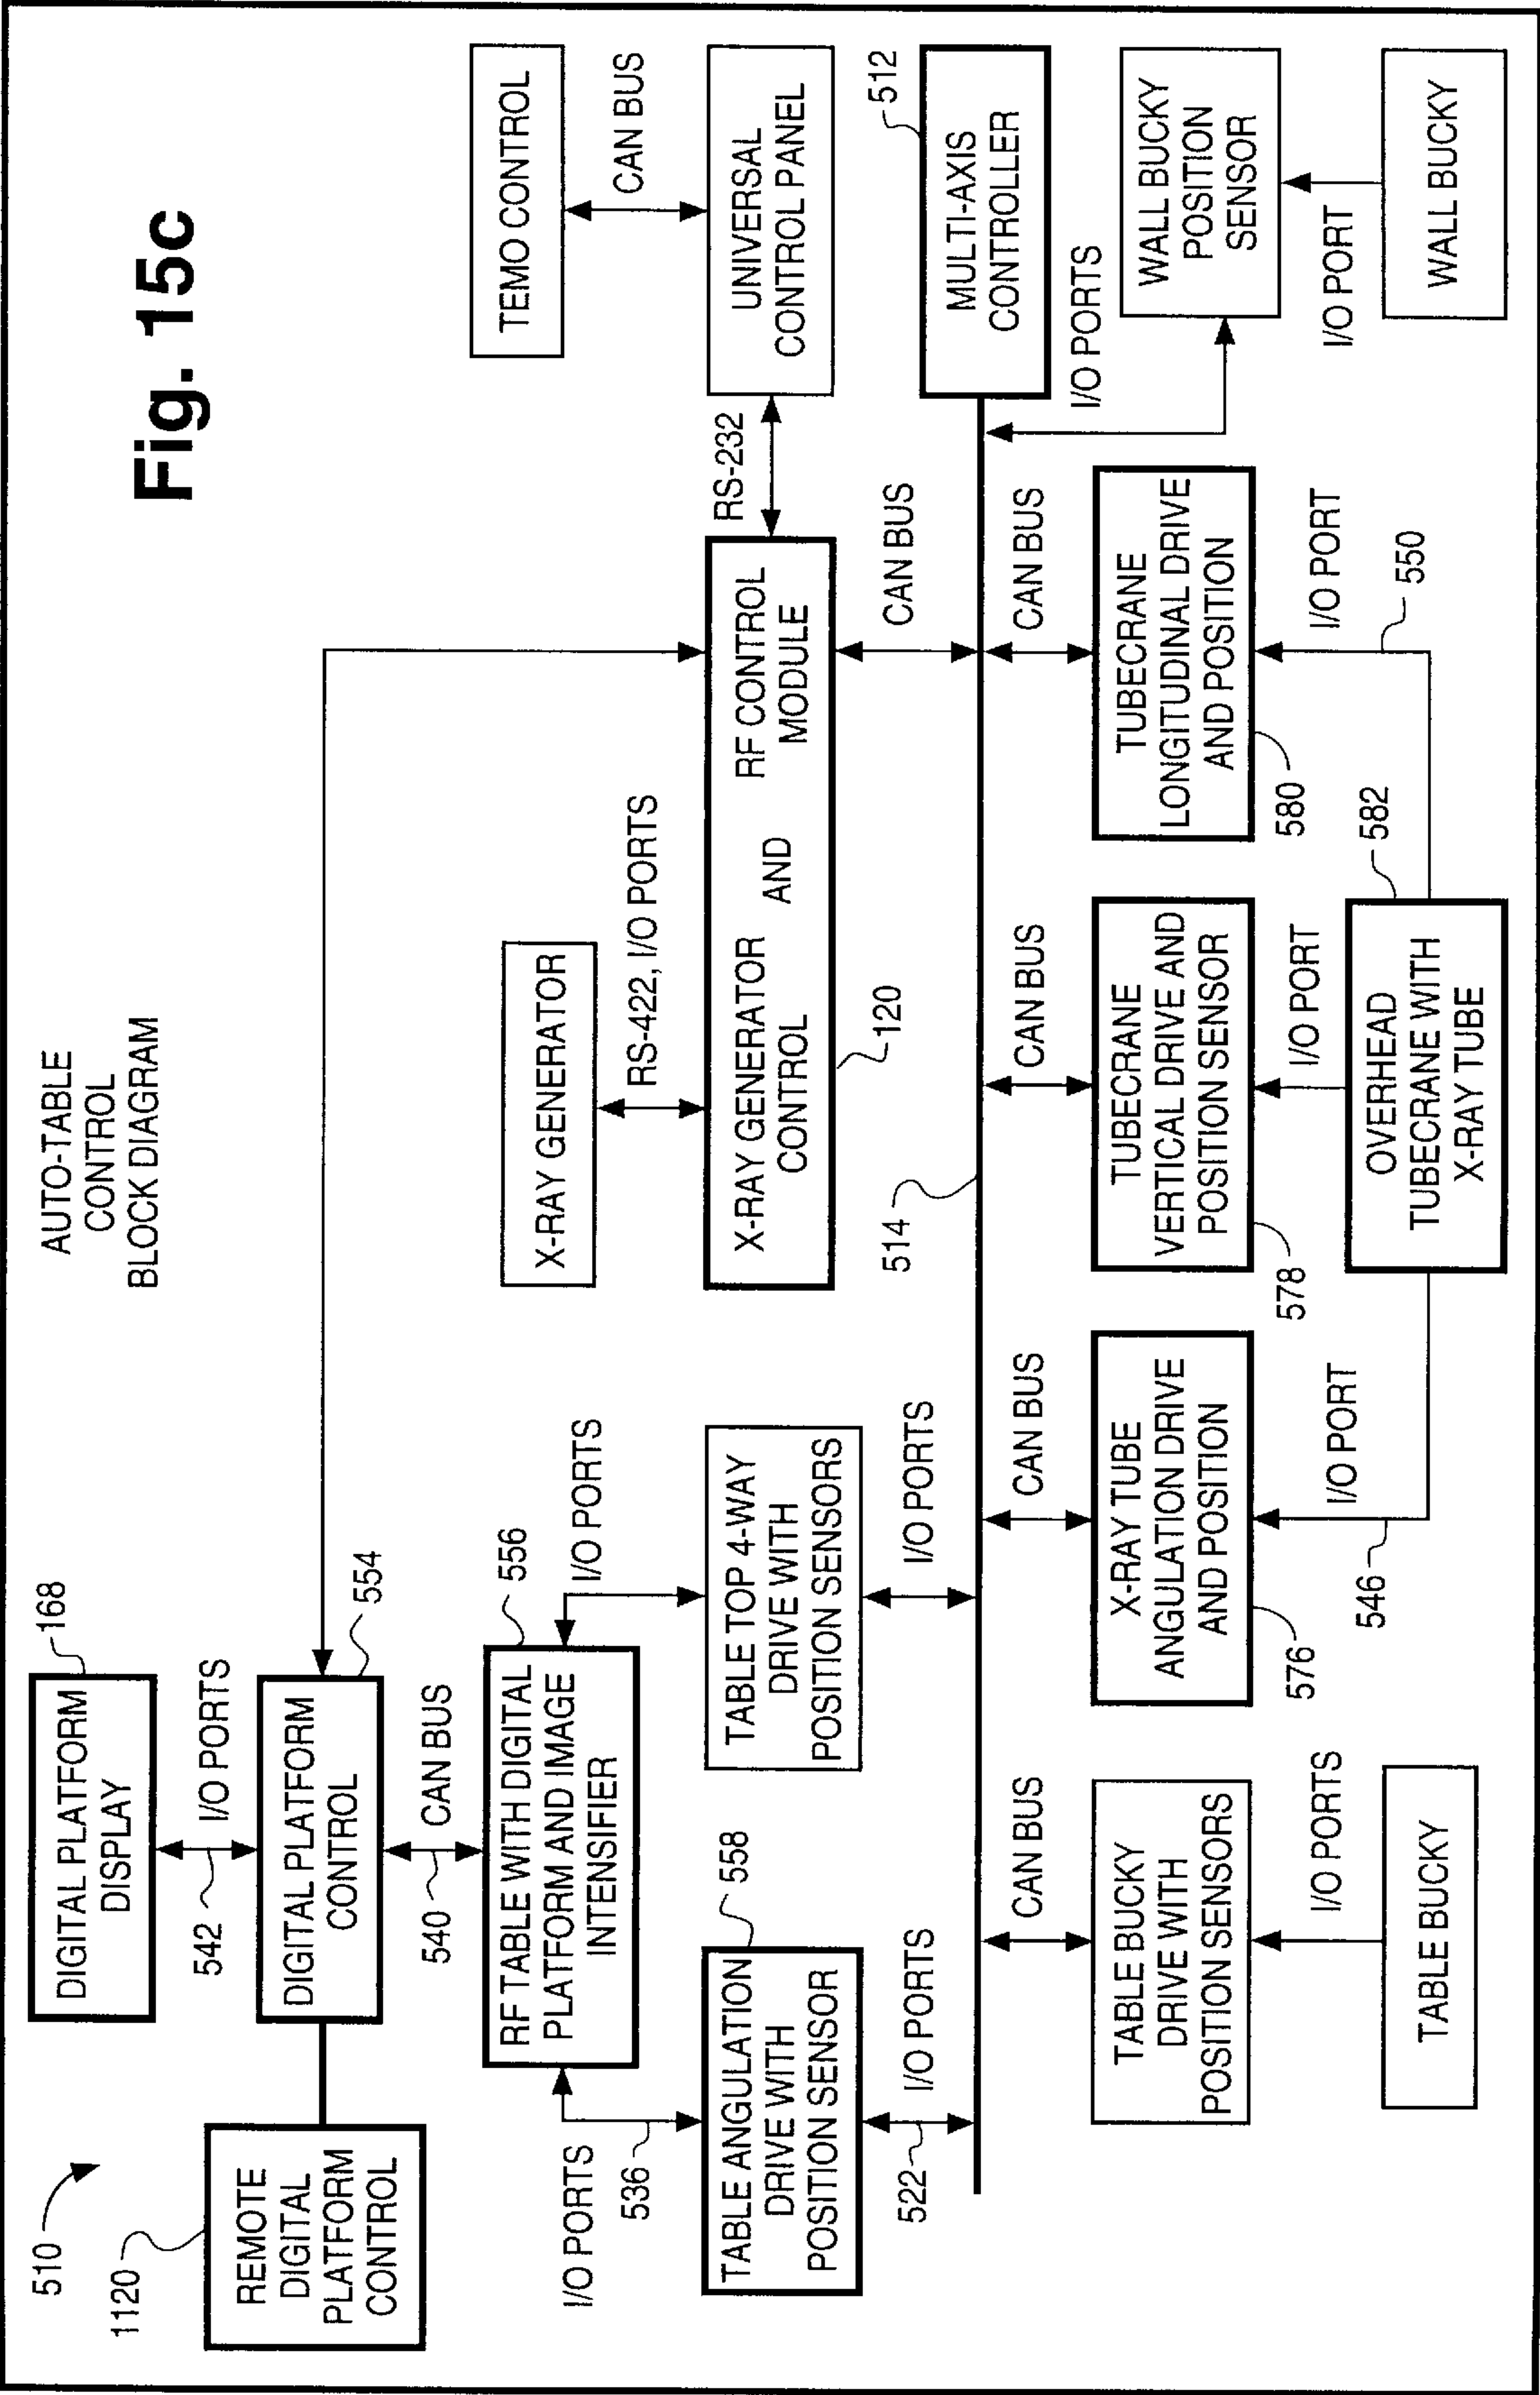 AUTO-TABLE
CONTROL
BLOCK DIAGRAM
Fig. 15c
510
1120
REMOTE
DIGITAL
PLATFORM
CONTROL
168
DIGITAL PLATFORM
DISPLAY
542
I/O PORTS
554
DIGITAL PLATFORM
CONTROL
540
CAN BUS
556
RF TABLE WITH DIGITAL
PLATFORM AND IMAGE
INTENSIFIER
I/O PORTS
536
I/O PORTS
558
TABLE ANGULATION
DRIVE WITH
POSITION SENSOR
TABLE TOP 4-WAY
DRIVE WITH
POSITION SENSORS
522
I/O PORTS
I/O PORTS
X-RAY GENERATOR
RS-422, I/O PORTS
X-RAY GENERATOR
CONTROL
AND
RF CONTROL
MODULE
120
RS-232
TEMO CONTROL
CAN BUS
UNIVERSAL
CONTROL PANEL
CAN BUS
512
MULTI-AXIS
CONTROLLER
514
CAN BUS
CAN BUS
CAN BUS
CAN BUS
I/O PORTS
TABLE BUCKY
DRIVE WITH
POSITION SENSORS
X-RAY TUBE
ANGULATION DRIVE
AND POSITION
576
TUBECRANE
VERTICAL DRIVE AND
POSITION SENSOR
578
TUBECRANE
LONGITUDINAL DRIVE
AND POSITION
580
WALL BUCKY
POSITION
SENSOR
I/O PORTS
546
I/O PORT
I/O PORT
582
I/O PORT
550
I/O PORT
TABLE BUCKY
OVERHEAD
TUBECRANE WITH
X-RAY TUBE
WALL BUCKY